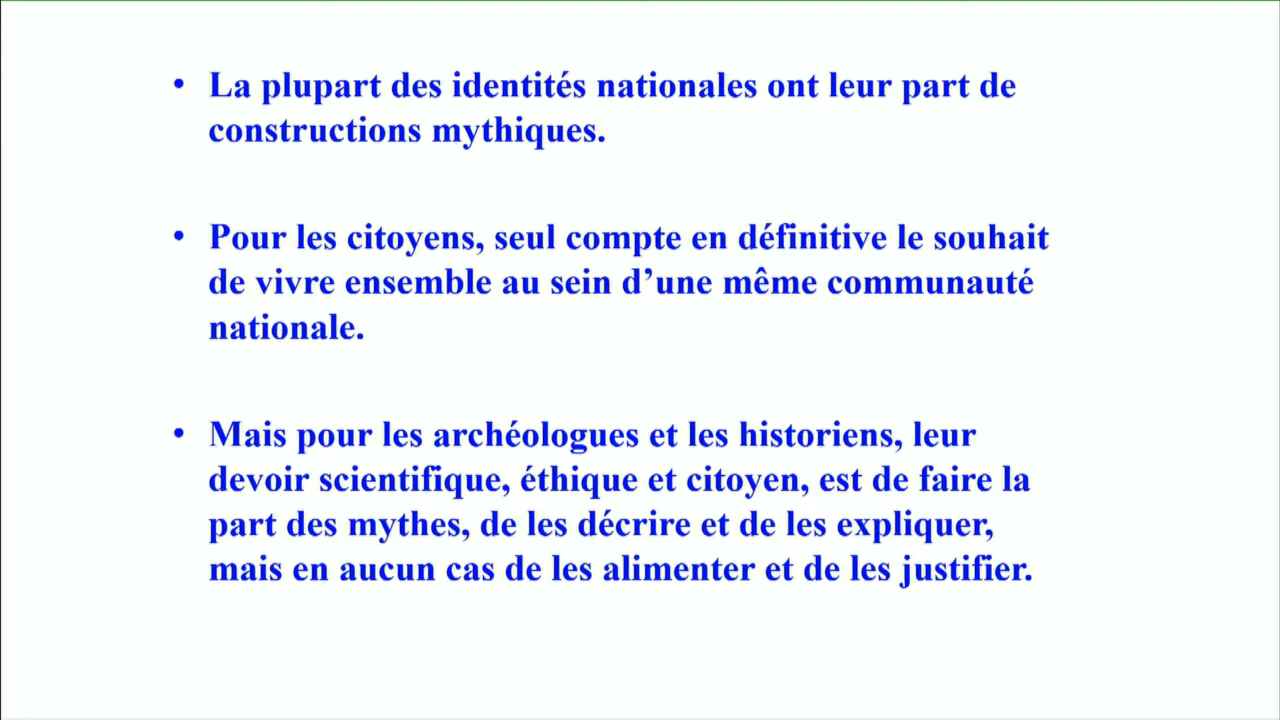 • La plupart des identités nationales ont leur part de
constructions mythiques.
• Pour les citoyens, seul compte en définitive le souhait
de vivre ensemble au sein d’une même communauté
nationale.
• Mais pour les archéologues et les historiens, leur
devoir scientifique, éthique et citoyen, est de faire la
part des mythes, de les décrire et de les expliquer,
mais en aucun cas de les alimenter et de les justifier.